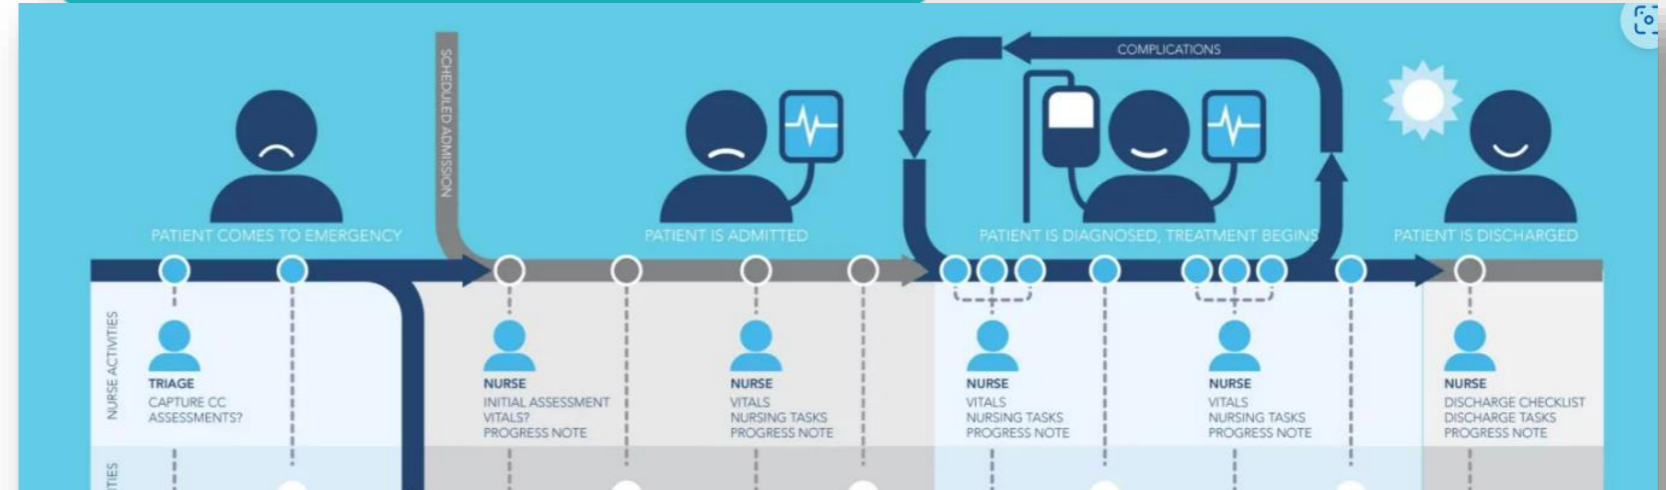 COMPLICATIONS
SCHEDULED ADMISSION
PATIENT COMES TO EMERGENCY
PATIENT IS ADMITTED
PATIENT IS DIAGNOSED, TREATMENT BEGINS
PATIENT IS DISCHARGED
NURSE ACTIVITIES
TRIAGE
CAPTURE CC
ASSESSMENTS?
NURSE
INITIAL ASSESSMENT
VITALS?
PROGRESS NOTE
NURSE
VITALS
NURSING TASKS
PROGRESS NOTE
NURSE
VITALS
NURSING TASKS
PROGRESS NOTE
NURSE
VITALS
NURSING TASKS
PROGRESS NOTE
NURSE
DISCHARGE CHECKLIST
DISCHARGE TASKS
PROGRESS NOTE